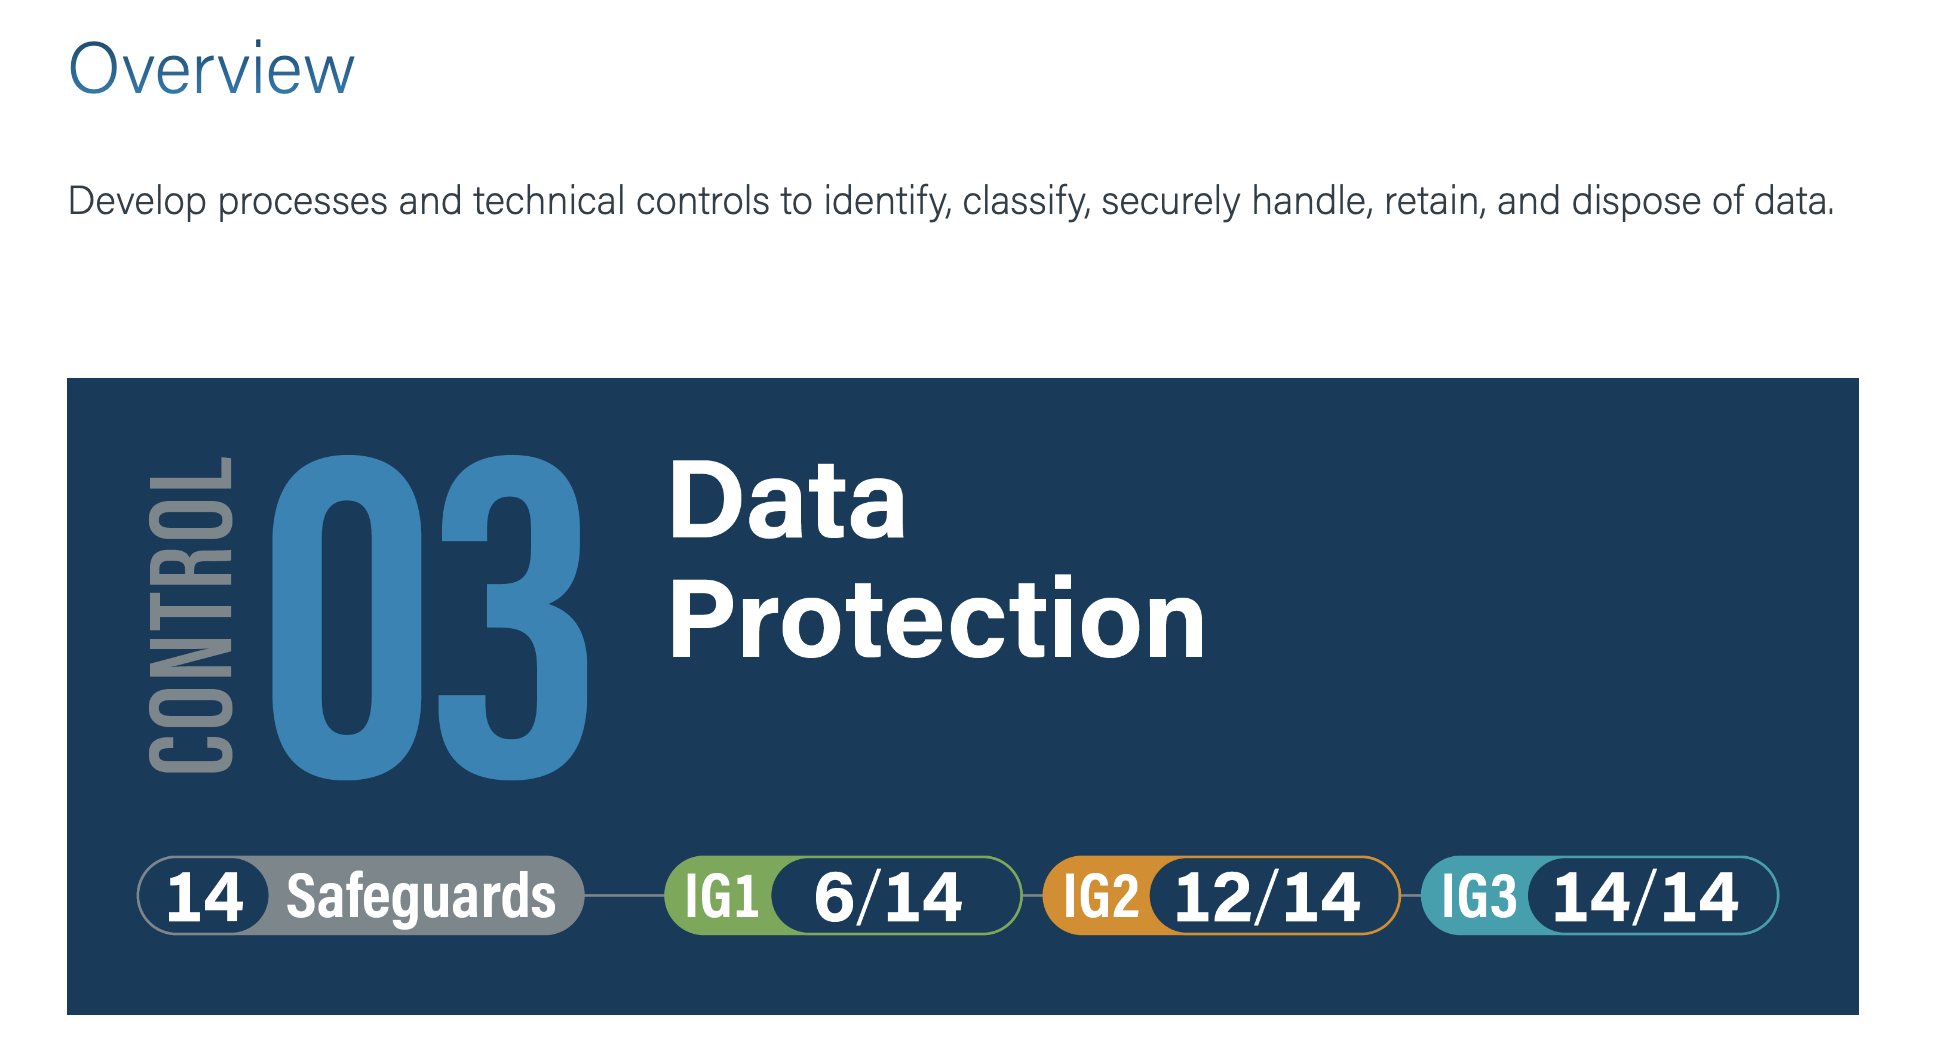 Overview
Develop processes and technical controls to identify, classify, securely handle, retain, and dispose of data.
CONTROL
03
Data
Protection
14 Safeguards
IG1 6/14
IG2 12/14
IG3 14/14